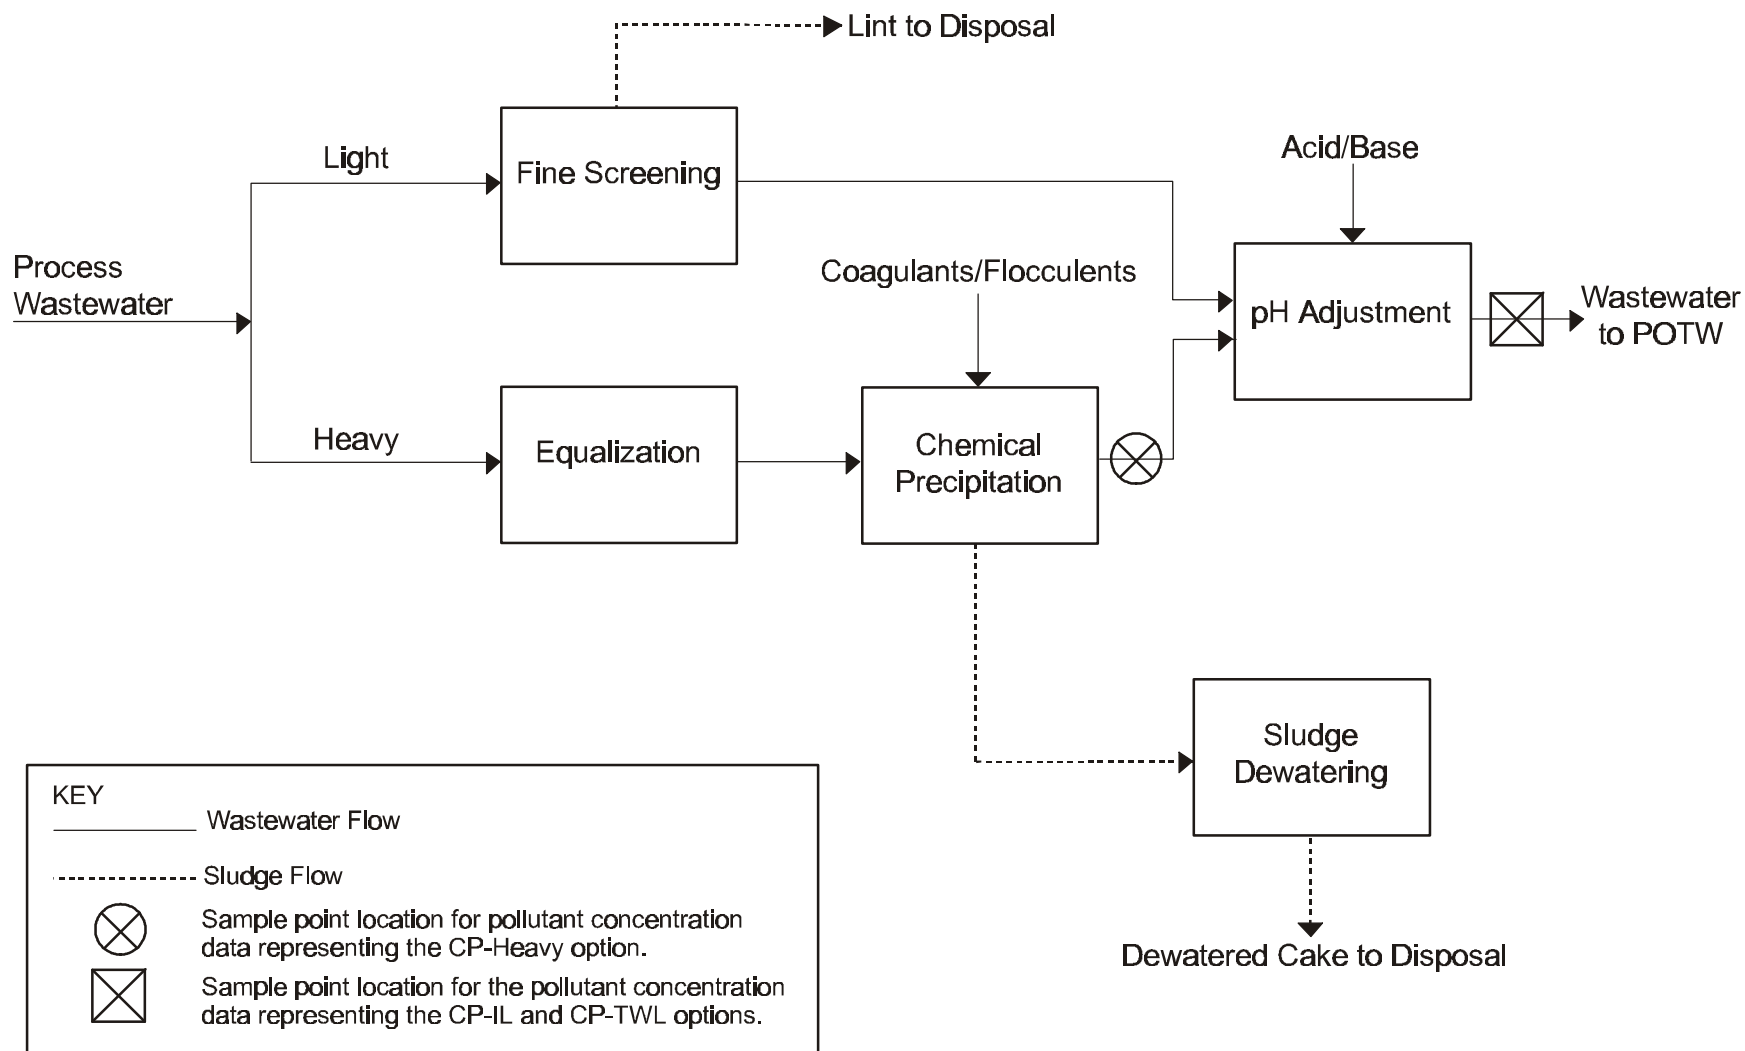 Lint to Disposal
Light
Fine Screening
Acid/Base
Process
Wastewater
Coagulants/Flocculents
pH Adjustment
Wastewater
to POTW
Heavy
Equalization
Chemical
Precipitation
Sludge
Dewatering
Dewatered Cake to Disposal
KEY
Wastewater Flow
Sludge Flow
Sample point location for pollutant concentration
data representing the CP-Heavy option.
Sample point location for the pollutant concentration
data representing the CP-IL and CP-TWL options.